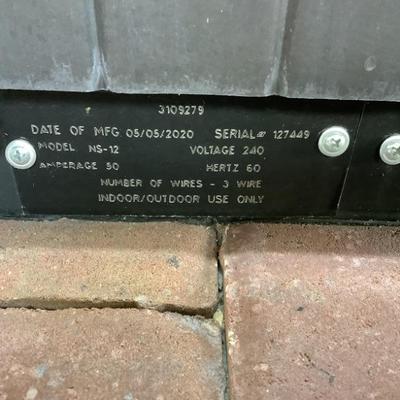 3109279
DATE OF MFG 05/05/2020 SERIAL# 127449
MODEL NS-12 VOLTAGE 240
AMPERAGE 50 HERTZ 60
NUMBER OF WIRES - 3 WIRE
INDOOR/OUTDOOR USE ONLY